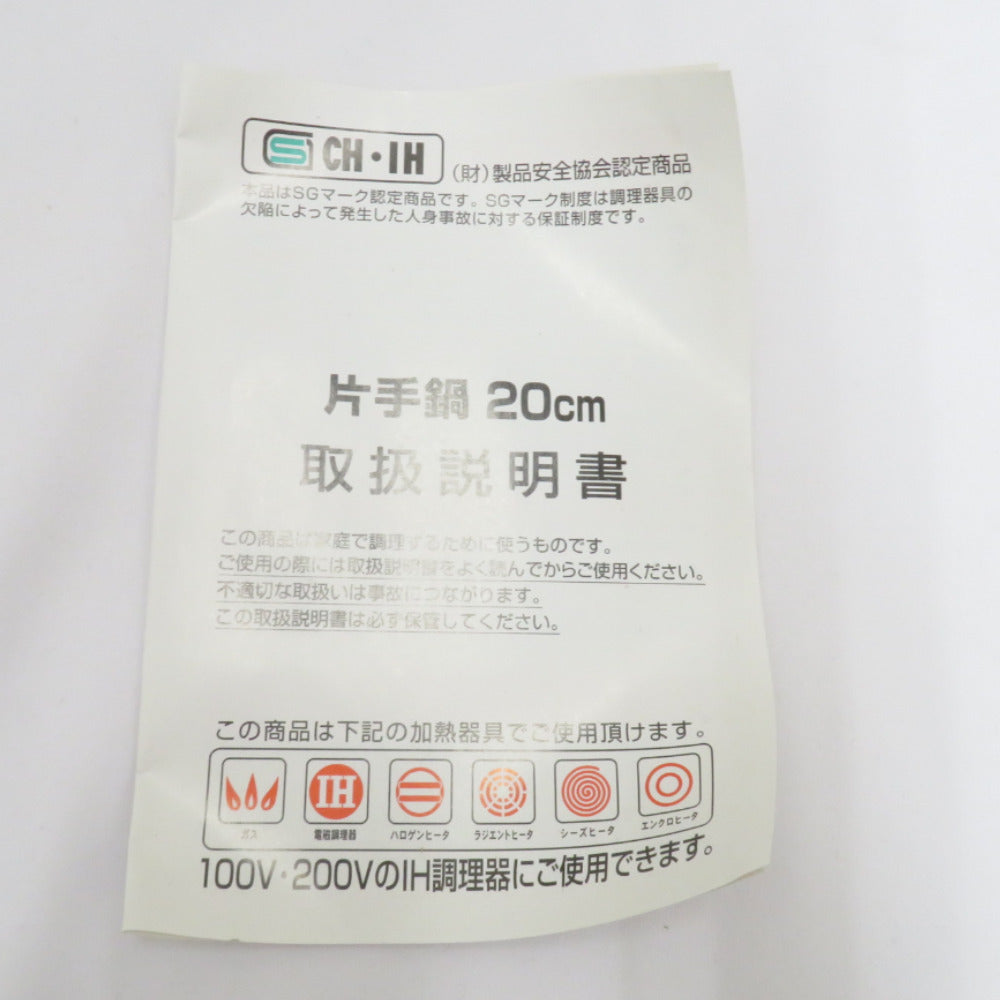 SG CH・IH (財)製品安全協会認定商品
本品はSGマーク認定商品です。SGマーク制度は調理器具の
欠陥によって発生した人身事故に対する保証制度です。
片手鍋 20cm
取扱説明書
この商品は家庭で調理するために使うものです。
ご使用の際には取扱説明書をよく読んでからご使用ください。
不適切な取扱いは事故につながります。
この取扱説明書は必ず保管してください。
この商品は下記の加熱器具でご使用頂けます。
IH
ガス 電磁調理器 ハロゲンヒータ ラジエントヒータ シーズヒータ エンクロヒータ
100V・200VのIH調理器にご使用できます。